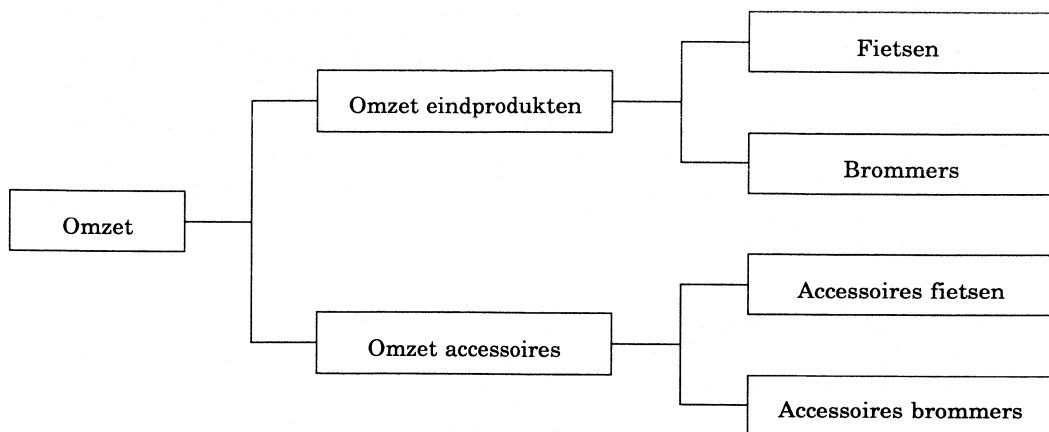 Fietsen
Omzet eindprodukten
Brommers
Omzet
Accessoires fietsen
Omzet accessoires
Accessoires brommers